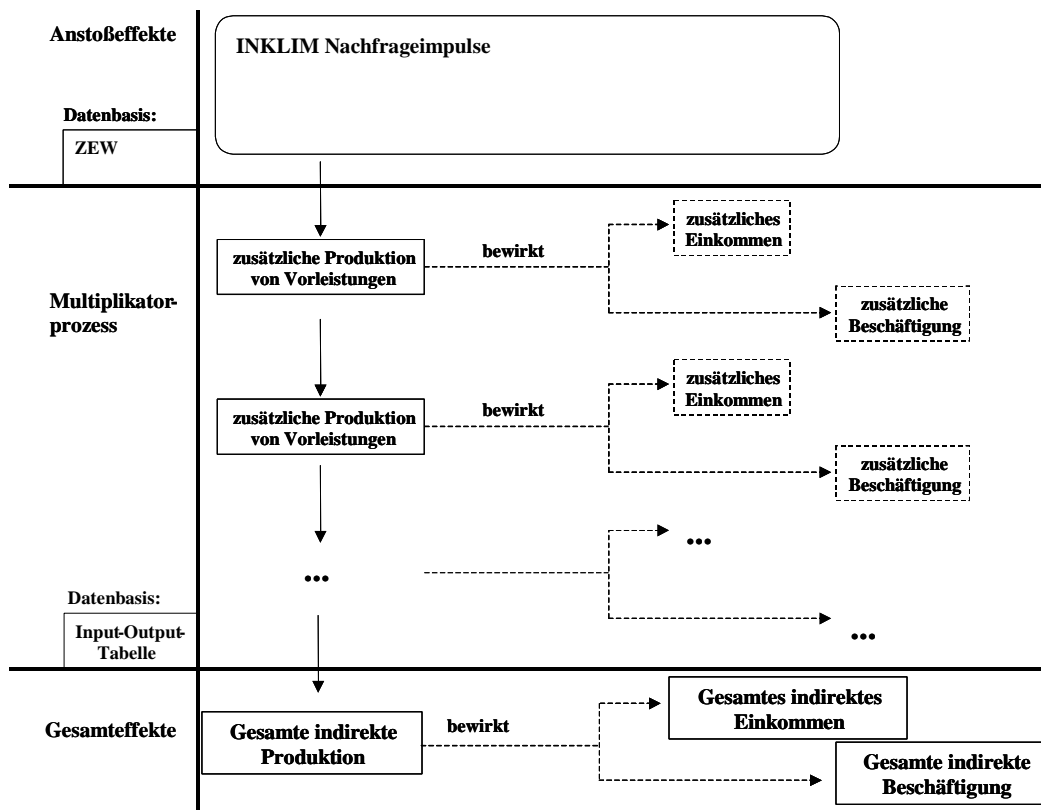 Anstoßeffekte
INKLIM Nachfrageimpulse
Datenbasis:
ZEW
Multiplikator-
prozess
zusätzliche Produktion
von Vorleistungen
bewirkt
zusätzliches
Einkommen
zusätzliche
Beschäftigung
zusätzliche Produktion
von Vorleistungen
bewirkt
zusätzliches
Einkommen
zusätzliche
Beschäftigung
...
...
...
Datenbasis:
Input-Output-
Tabelle
Gesamteffekte
Gesamte indirekte
Produktion
bewirkt
Gesamtes indirektes
Einkommen
Gesamte indirekte
Beschäftigung